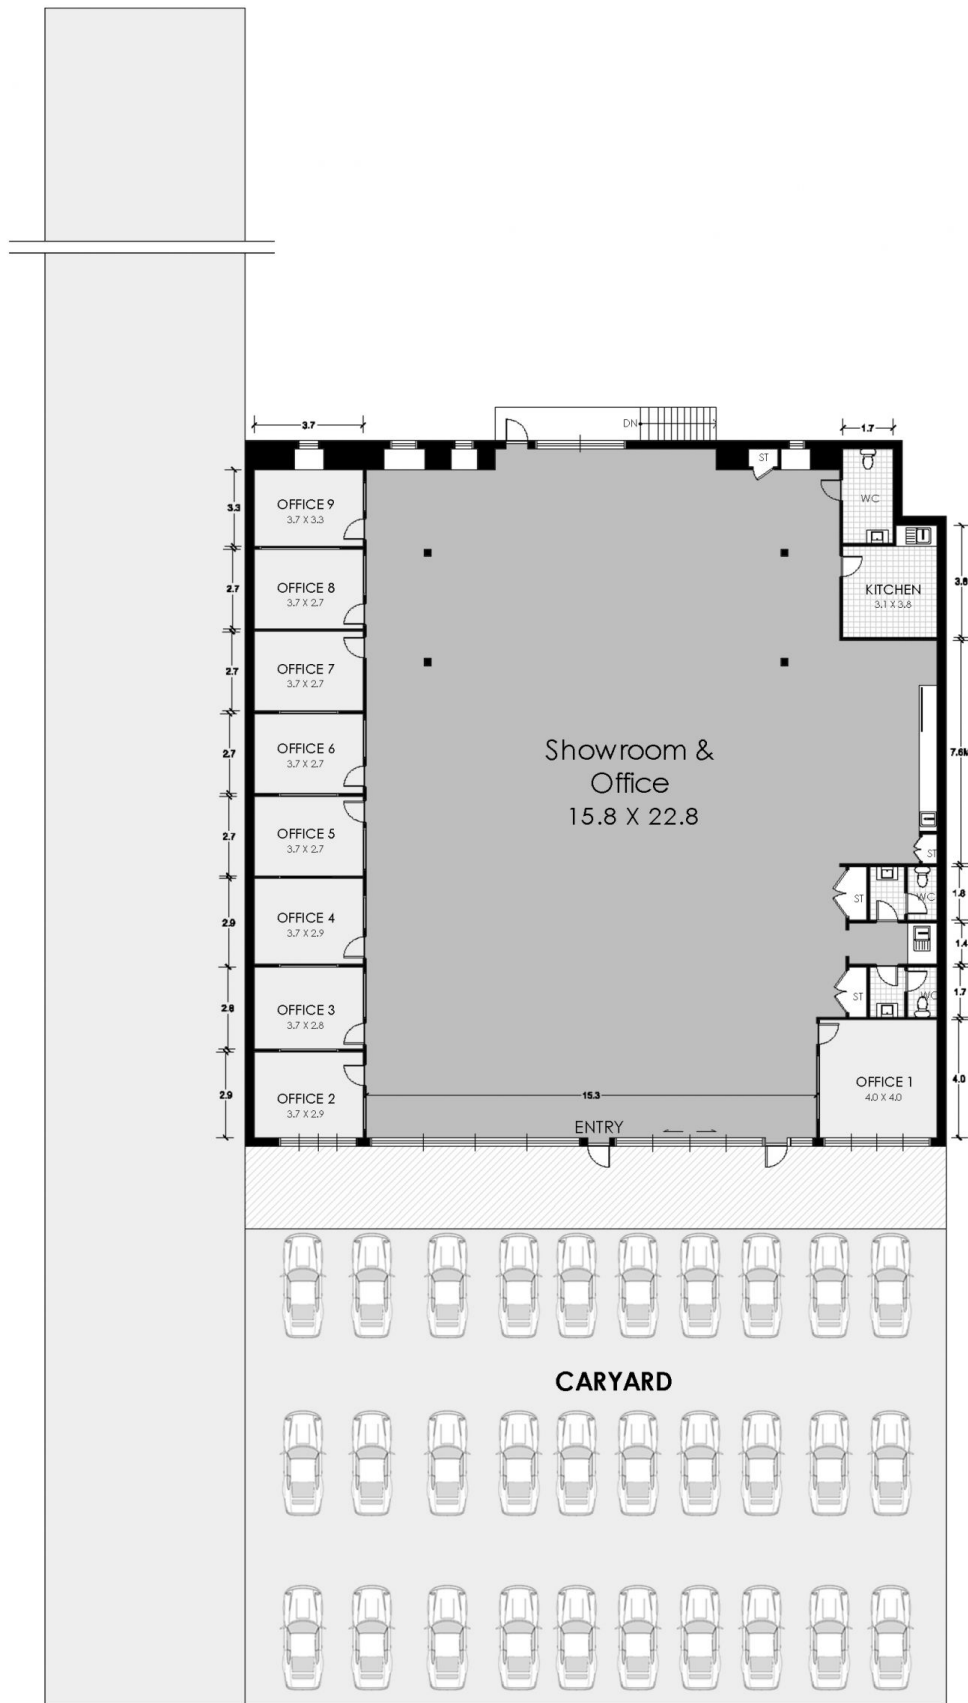 3.7
DN
1.7
ST
WC
OFFICE 9
3.7 X 3.3
3.3
3.8
OFFICE 8
3.7 X 2.7
2.7
KITCHEN
3.1 X 3.8
OFFICE 7
3.7 X 2.7
2.7
OFFICE 6
3.7 X 2.7
2.7
Showroom &
Office
15.8 X 22.8
7.6M
OFFICE 5
3.7 X 2.7
2.7
ST
OFFICE 4
3.7 X 2.9
2.9
ST
WC
1.8
1.4
OFFICE 3
3.7 X 2.8
2.8
ST
WC
1.7
OFFICE 2
3.7 X 2.9
2.9
15.3
OFFICE 1
4.0 X 4.0
4.0
ENTRY
CARYARD